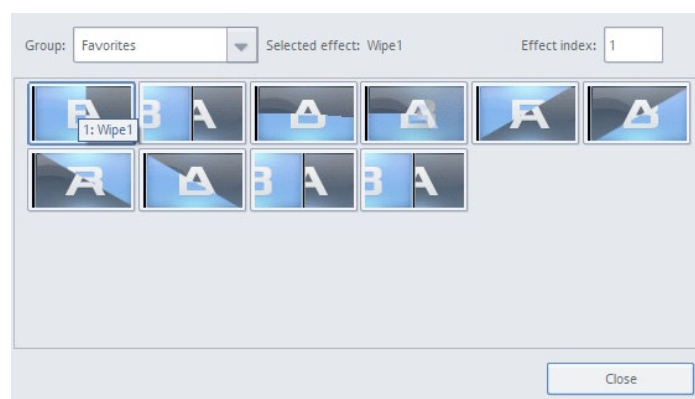 Group: Favorites Selected effect: Wipe1 Effect index: 1
A B A A A A B
1: Wipe1
A A B A B A
Close